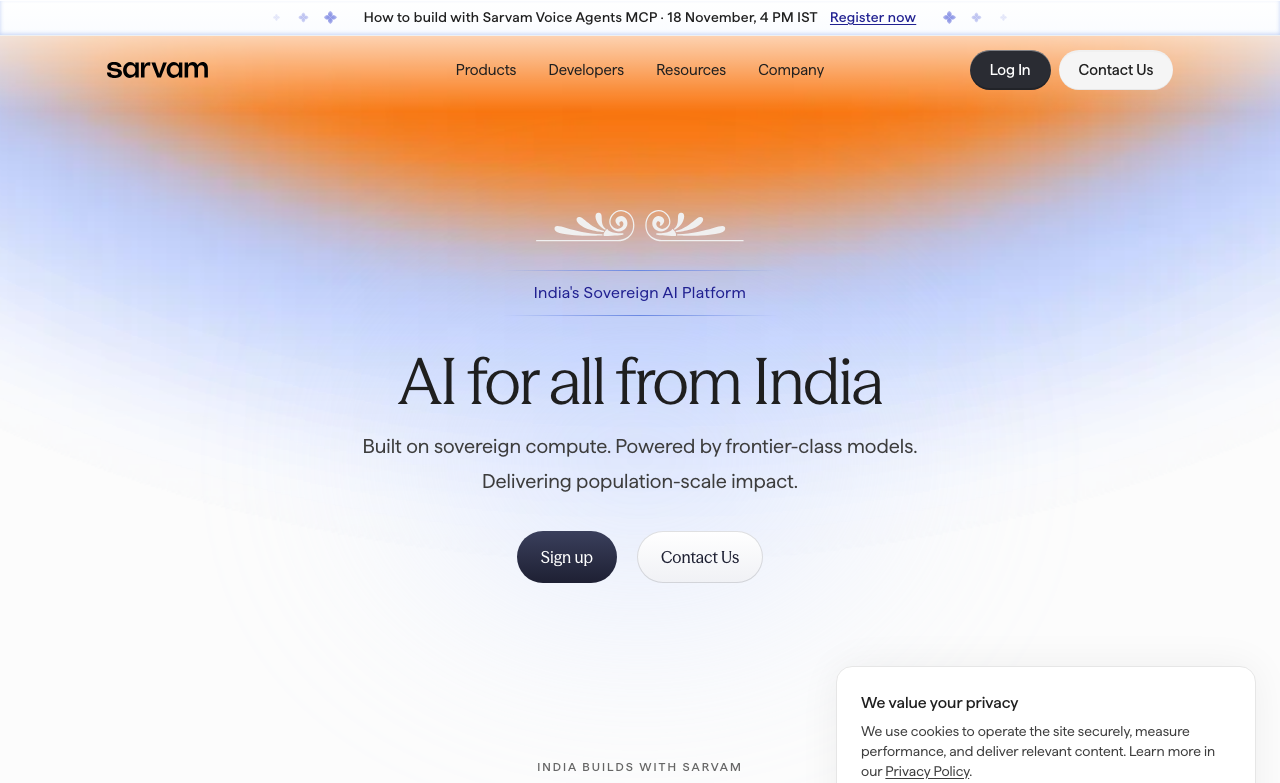 How to build with Sarvam Voice Agents MCP · 18 November, 4 PM IST Register now
sarvam Products Developers Resources Company Log In Contact Us
India's Sovereign AI Platform
AI for all from India
Built on sovereign compute. Powered by frontier-class models.
Delivering population-scale impact.
Sign up Contact Us
We value your privacy
We use cookies to operate the site securely, measure
performance, and deliver relevant content. Learn more in
our Privacy Policy.
INDIA BUILDS WITH SARVAM